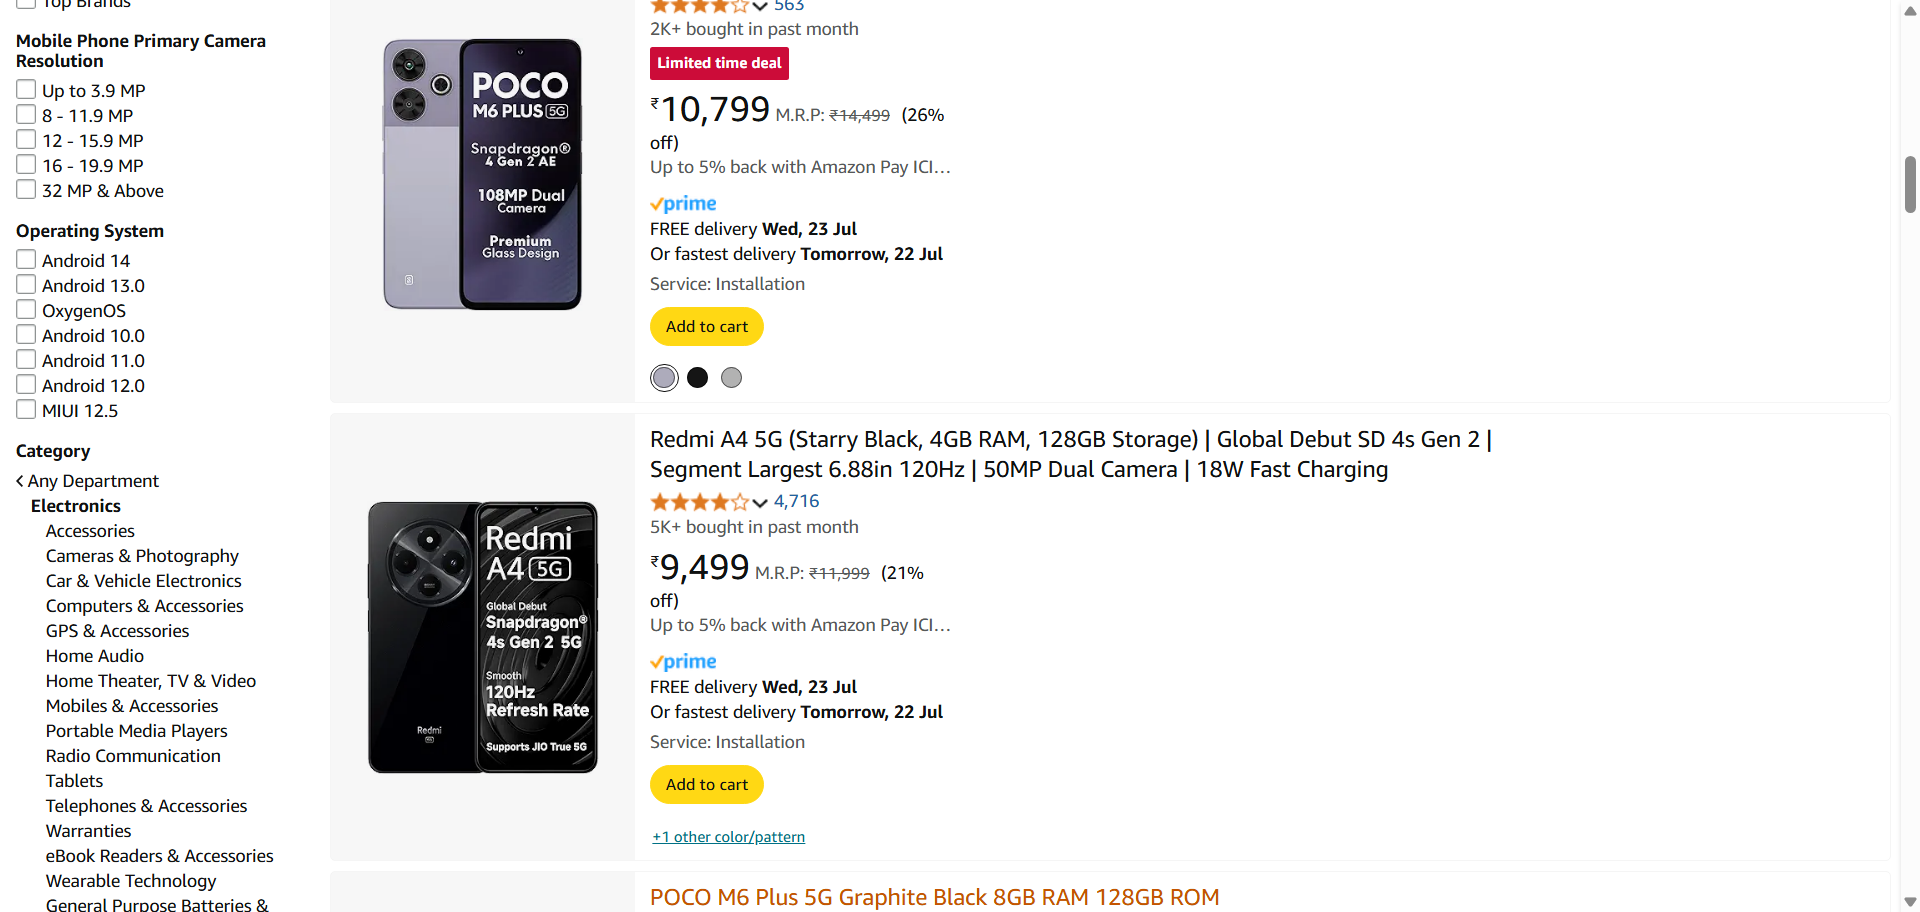 Top Brands
Mobile Phone Primary Camera
Resolution
Up to 3.9 MP
8 - 11.9 MP
12 - 15.9 MP
16 - 19.9 MP
32 MP & Above
Operating System
Android 14
Android 13.0
OxygenOS
Android 10.0
Android 11.0
Android 12.0
MIUI 12.5
Category
Any Department
Electronics
Accessories
Cameras & Photography
Car & Vehicle Electronics
Computers & Accessories
GPS & Accessories
Home Audio
Home Theater, TV & Video
Mobiles & Accessories
Portable Media Players
Radio Communication
Tablets
Telephones & Accessories
Warranties
eBook Readers & Accessories
Wearable Technology
General Purpose Batteries &
POCO
M6 PLUS 5G
Snapdragon®
4 Gen 2 AE
108MP Dual
Camera
Premium
Glass Design
563
2K+ bought in past month
Limited time deal
₹10,799 M.R.P: ₹14,499 (26%
off)
Up to 5% back with Amazon Pay ICI…
prime
FREE delivery Wed, 23 Jul
Or fastest delivery Tomorrow, 22 Jul
Service: Installation
Add to cart
Redmi
A4 5G
Global Debut
Snapdragon®
4s Gen 2 5G
Smooth
120Hz
Refresh Rate
Supports JIO True 5G
Redmi
Redmi A4 5G (Starry Black, 4GB RAM, 128GB Storage) | Global Debut SD 4s Gen 2 |
Segment Largest 6.88in 120Hz | 50MP Dual Camera | 18W Fast Charging
4,716
5K+ bought in past month
₹9,499 M.R.P: ₹11,999 (21%
off)
Up to 5% back with Amazon Pay ICI…
prime
FREE delivery Wed, 23 Jul
Or fastest delivery Tomorrow, 22 Jul
Service: Installation
Add to cart
+1 other color/pattern
POCO M6 Plus 5G Graphite Black 8GB RAM 128GB ROM